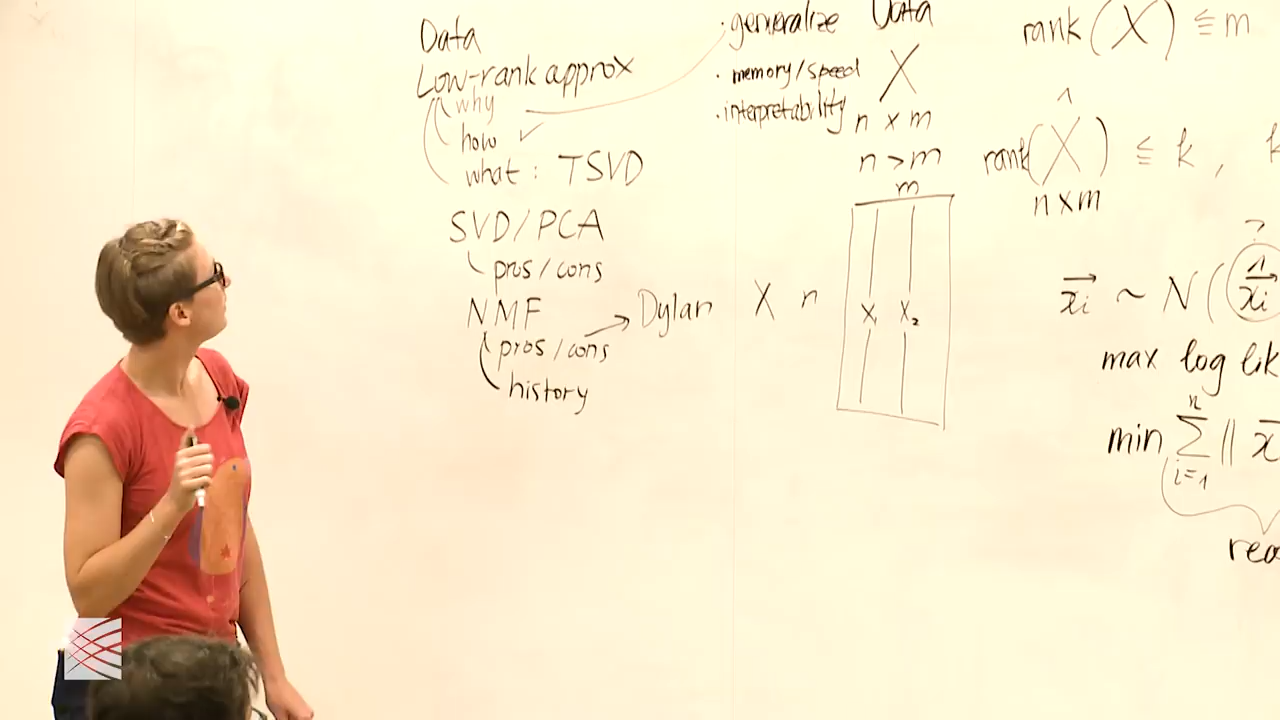 Data
Low-rank approx
why
how ✓
what : TSVD
SVD/PCA
pros/cons
NMF → Dylan
pros/cons
history
· generalize
· memory/speed
· interpretability
Data
X
n x m
n > m
m
X n
X₁ X₂
rank(X) ≦ m
rank(X̂) ≦ k ,
n x m
?
x⃗i ~ N(
max log lik
min Σ || x
n
i=1